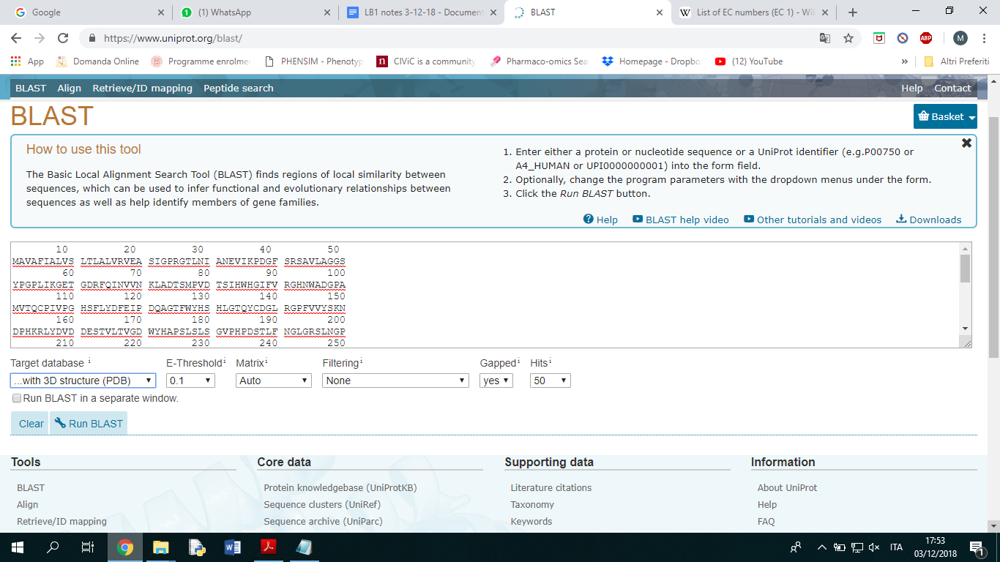 Google
(1) WhatsApp
LB1 notes 3-12-18 - Document
BLAST
List of EC numbers (EC 1) - Wik
https://www.uniprot.org/blast/
ABP
M
App
Domanda Online
Programme enrolme
PHENSIM - Phenotyp
n
CIViC is a community
Pharmaco-omics Sea
Homepage - Dropbo
(12) YouTube
»
Altri Preferiti
BLAST Align Retrieve/ID mapping Peptide search
Help Contact
BLAST
Basket
How to use this tool
The Basic Local Alignment Search Tool (BLAST) finds regions of local similarity between
sequences, which can be used to infer functional and evolutionary relationships between
sequences as well as help identify members of gene families.
1. Enter either a protein or nucleotide sequence or a UniProt identifier (e.g.P00750 or
A4_HUMAN or UPI0000000001) into the form field.
2. Optionally, change the program parameters with the dropdown menus under the form.
3. Click the Run BLAST button.
Help
BLAST help video
Other tutorials and videos
Downloads
10 20 30 40 50
MAVAFIALVS LTLALVRVEA SIGPRGTLNI ANEVIKPDGF SRSAVLAGGS
60 70 80 90 100
YPGPLIKGET GDRFQINVVN KLADTSMPVD TSIHWHGIFV RGHNWADGPA
110 120 130 140 150
MVTQCPIVPG HSFLYDFEIP DQAGTFWYHS HLGTQYCDGL RGPFVVYSKN
160 170 180 190 200
DPHKRLYDVD DESTVLTVGD WYHAPSLSLS GVPHPDSTLF NGLGRSLNGP
210 220 230 240 250
Target database i
E-Threshold i
Matrix i
Filtering i
Gapped i
Hits i
...with 3D structure (PDB)
0.1
Auto
None
yes
50
Run BLAST in a separate window.
Clear
Run BLAST
Tools
BLAST
Align
Retrieve/ID mapping
Core data
Protein knowledgebase (UniProtKB)
Sequence clusters (UniRef)
Sequence archive (UniParc)
Supporting data
Literature citations
Taxonomy
Keywords
Information
About UniProt
Help
FAQ
ITA
17:53
03/12/2018
1